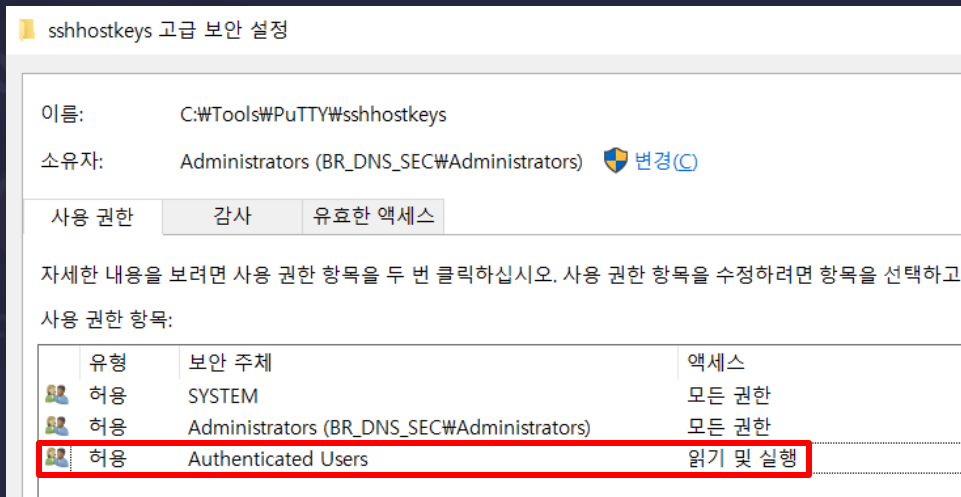 sshhostkeys 고급 보안 설정
이름: C:₩Tools₩PuTTY₩sshhostkeys
소유자: Administrators (BR_DNS_SEC₩Administrators) 변경(C)
사용 권한 감사 유효한 액세스
자세한 내용을 보려면 사용 권한 항목을 두 번 클릭하십시오. 사용 권한 항목을 수정하려면 항목을 선택하고
사용 권한 항목:
유형 보안 주체 액세스
허용 SYSTEM 모든 권한
허용 Administrators (BR_DNS_SEC₩Administrators) 모든 권한
허용 Authenticated Users 읽기 및 실행